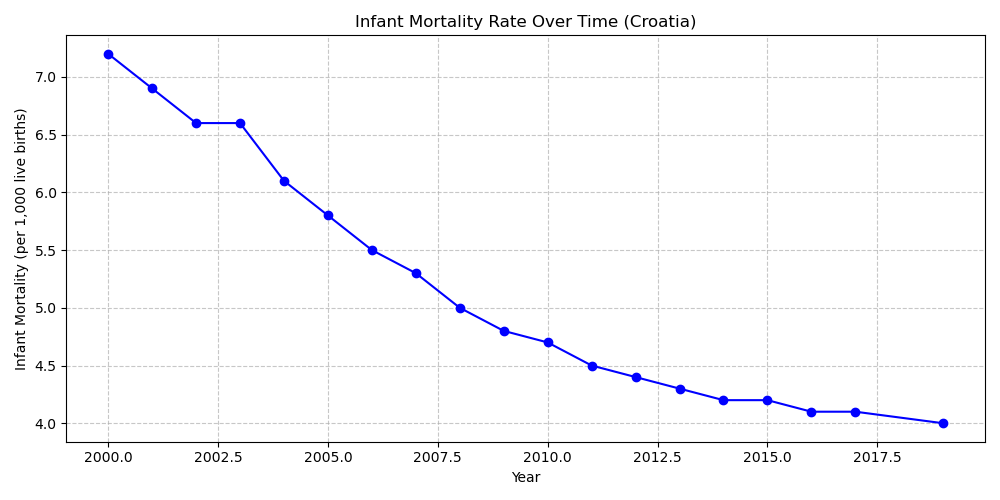 Infant Mortality Rate Over Time (Croatia)
Infant Mortality (per 1,000 live births)
7.0
6.5
6.0
5.5
5.0
4.5
4.0
2000.0 2002.5 2005.0 2007.5 2010.0 2012.5 2015.0 2017.5
Year